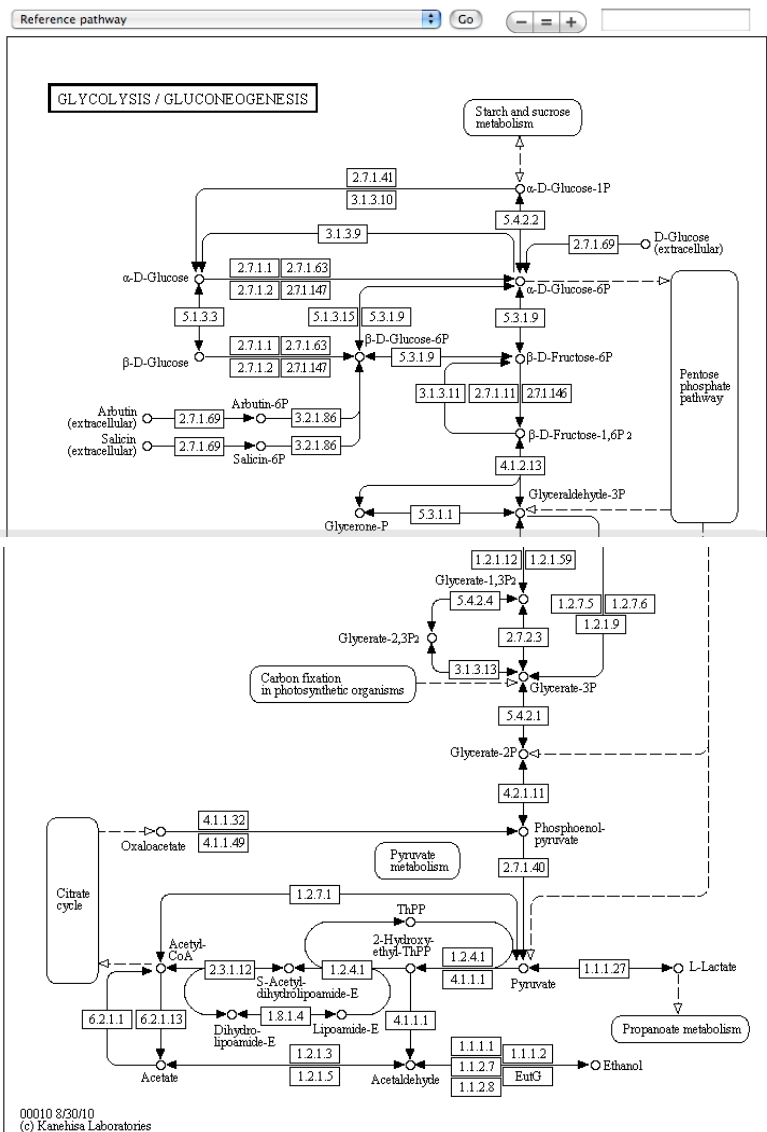 Reference pathway
Go
GLYCOLYSIS / GLUCONEOGENESIS
Starch and sucrose
metabolism
2.7.1.41
3.1.3.10
α-D-Glucose-1P
5.4.2.2
3.1.3.9
2.7.1.69
D-Glucose
(extracellular)
α-D-Glucose
2.7.1.1
2.7.1.63
2.7.1.2
2.7.1.147
α-D-Glucose-6P
5.1.3.3
5.1.3.15
5.3.1.9
5.3.1.9
β-D-Glucose
2.7.1.1
2.7.1.63
2.7.1.2
2.7.1.147
β-D-Glucose-6P
5.3.1.9
β-D-Fructose-6P
Pentose
phosphate
pathway
3.1.3.11
2.7.1.11
2.7.1.146
Arbutin
(extracellular)
2.7.1.69
Arbutin-6P
3.2.1.86
Salicin
(extracellular)
2.7.1.69
Salicin-6P
3.2.1.86
β-D-Fructose-1,6P2
4.1.2.13
Glyceraldehyde-3P
Glycerone-P
5.3.1.1
1.2.1.12
1.2.1.59
Glycerate-1,3P2
5.4.2.4
1.2.7.5
1.2.7.6
1.2.1.9
Glycerate-2,3P2
2.7.2.3
3.1.3.13
Carbon fixation
in photosynthetic organisms
Glycerate-3P
5.4.2.1
Glycerate-2P
4.2.1.11
4.1.1.32
4.1.1.49
Oxaloacetate
Phosphoenol-
pyruvate
Pyruvate
metabolism
2.7.1.40
Citrate
cycle
1.2.7.1
ThPP
Acetyl-
CoA
2-Hydroxy-
ethyl-ThPP
2.3.1.12
S-Acetyl-
dihydrolipoamide-E
1.2.4.1
1.2.4.1
4.1.1.1
Pyruvate
1.1.1.27
L-Lactate
6.2.1.1
6.2.1.13
Dihydro-
lipoamide-E
1.8.1.4
Lipoamide-E
4.1.1.1
Propanoate metabolism
Acetate
1.2.1.3
1.2.1.5
Acetaldehyde
1.1.1.1
1.1.1.2
1.1.2.7
EutG
1.1.2.8
Ethanol
00010 8/30/10
(c) Kanehisa Laboratories